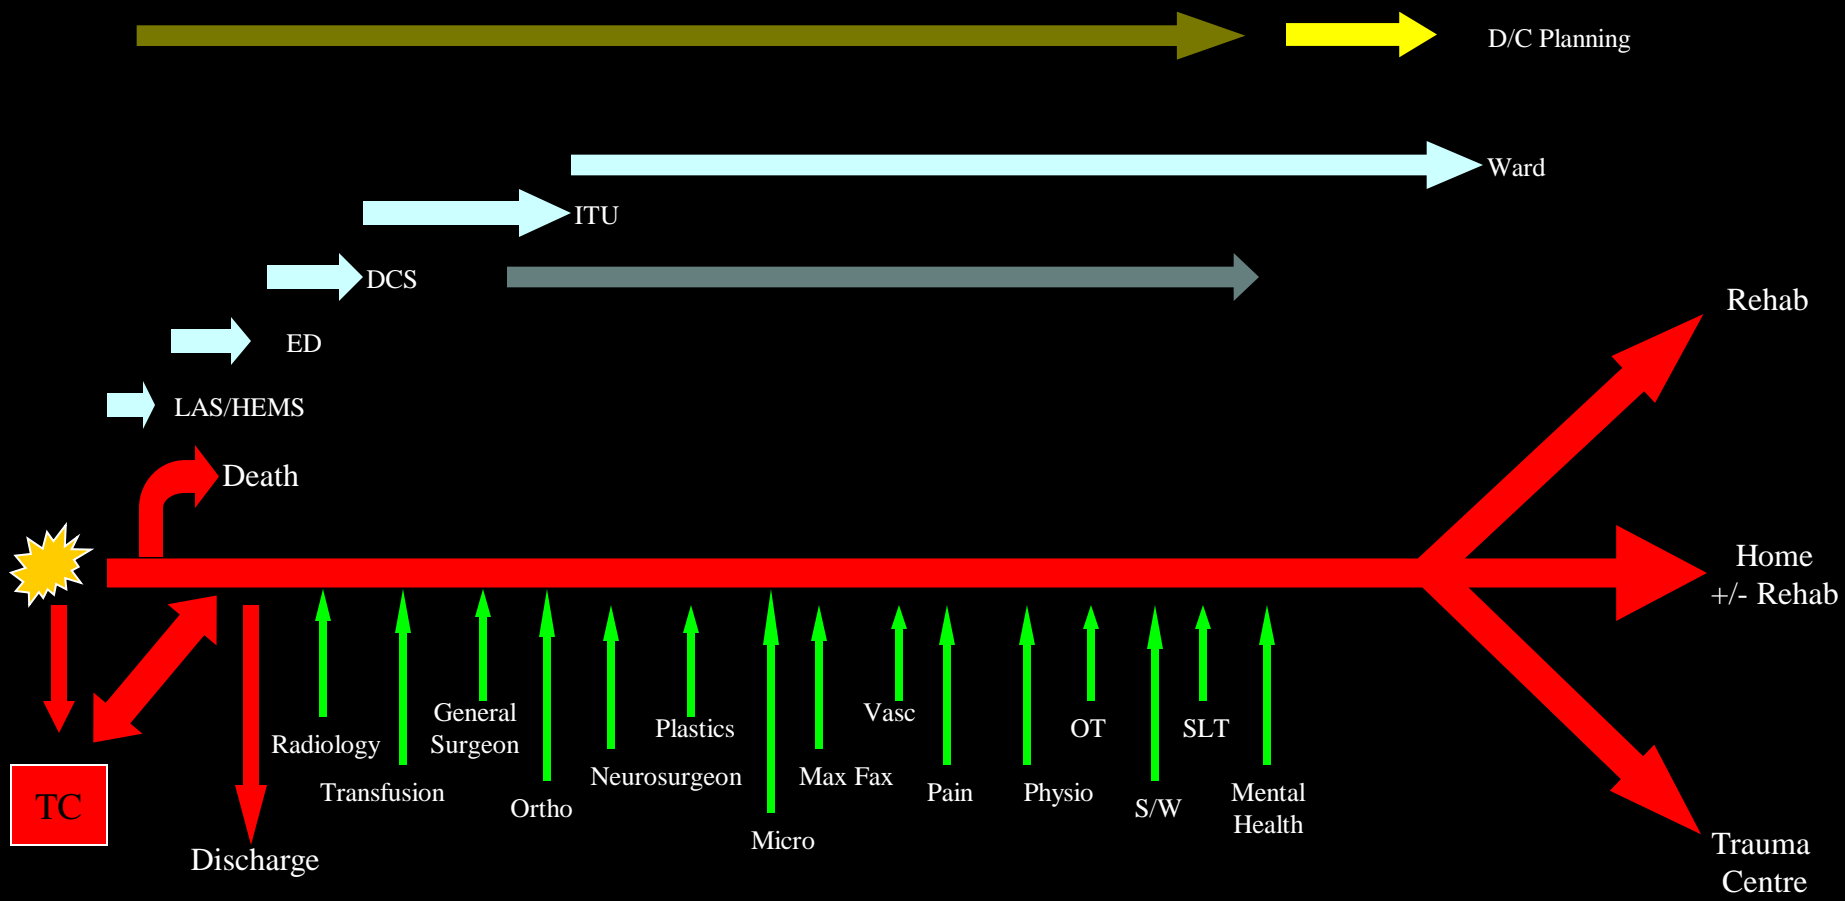 D/C Planning
Ward
ITU
DCS
Rehab
ED
LAS/HEMS
Death
Home
+/- Rehab
General
Surgeon
Vasc
Plastics
OT
SLT
Radiology
Neurosurgeon
Max Fax
Transfusion
Pain
Physio
Mental
Health
TC
Ortho
S/W
Micro
Discharge
Trauma
Centre